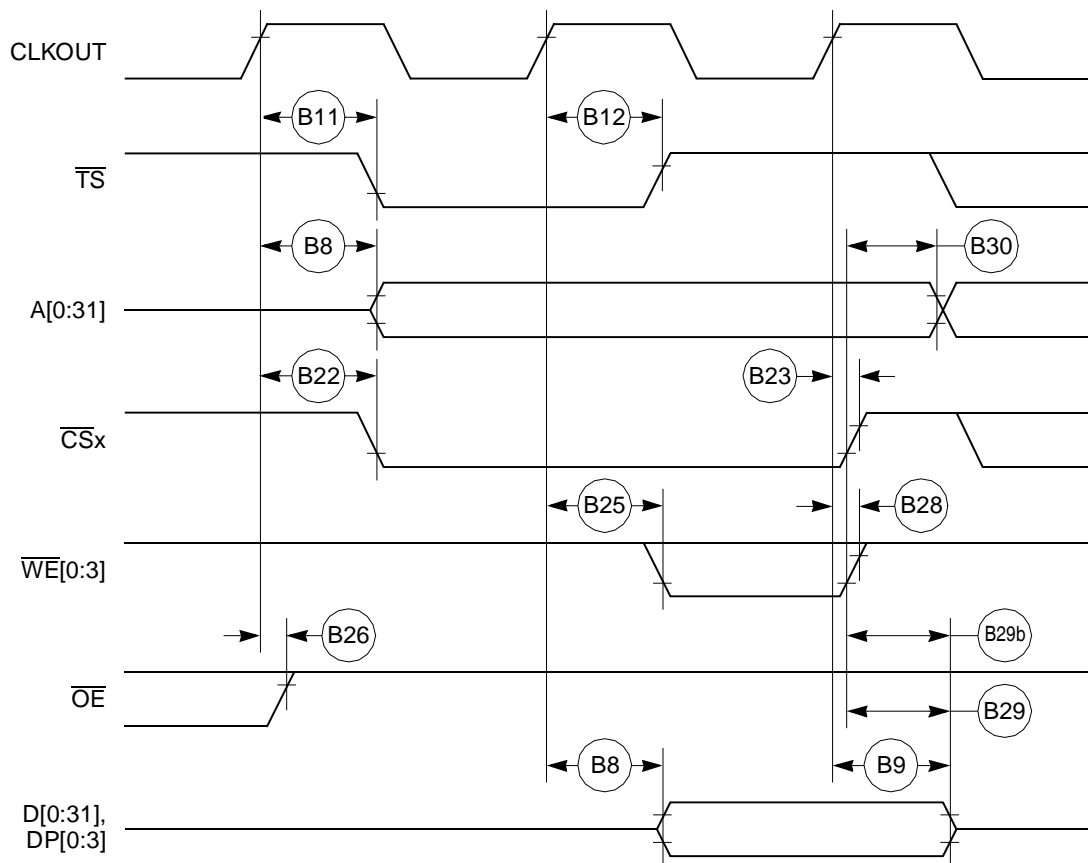 CLKOUT
B11
B12
TS
B8
B30
A[0:31]
B22
B23
CSx
B25
B28
WE[0:3]
B26
B29b
OE
B29
B8
B9
D[0:31],
DP[0:3]